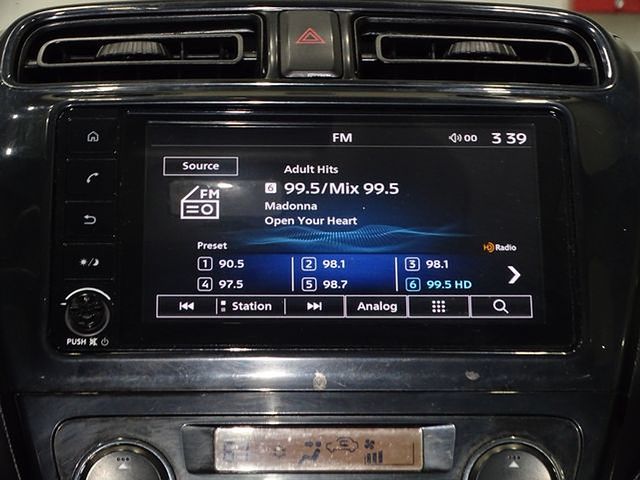 FM 00 3 39
Source
FM
Adult Hits
6 99.5/Mix 99.5
Madonna
Open Your Heart
Preset
HD Radio
1 90.5 2 98.1 3 98.1
4 97.5 5 98.7 6 99.5 HD
Station Analog
PUSH